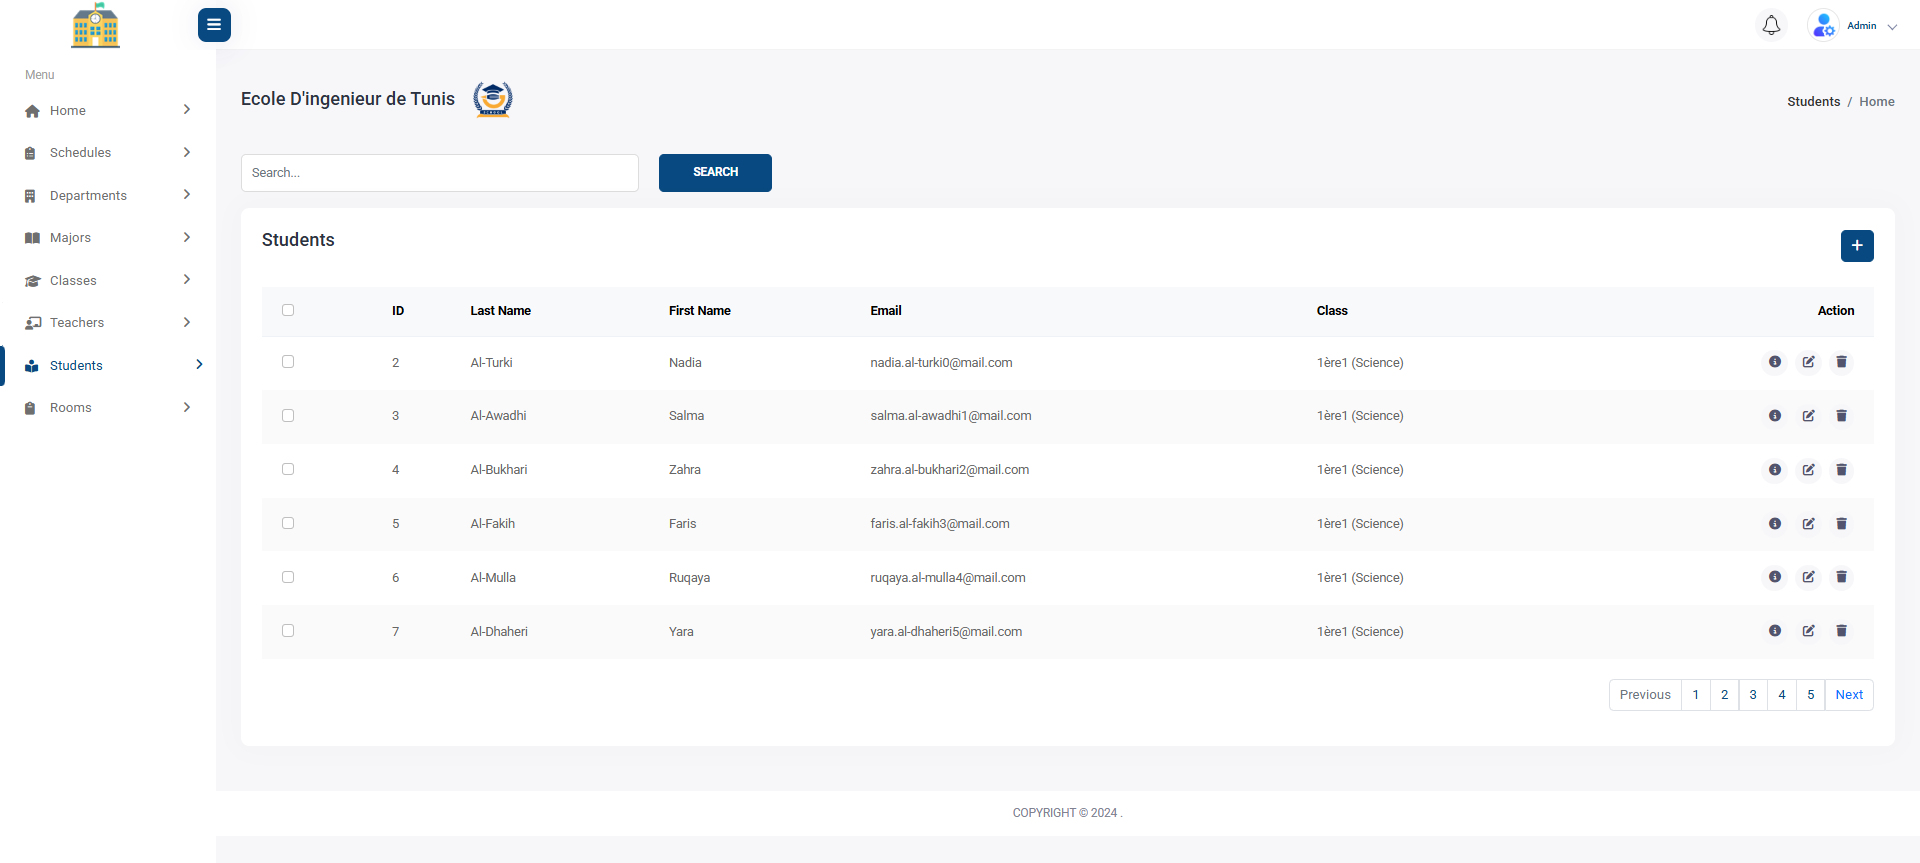 Admin
Menu
Home
Schedules
Departments
Majors
Classes
Teachers
Students
Rooms
Ecole D'ingenieur de Tunis
Students / Home
Search...
SEARCH
Students
+
ID Last Name First Name Email Class Action
2 Al-Turki Nadia nadia.al-turki0@mail.com 1ère1 (Science)
3 Al-Awadhi Salma salma.al-awadhi1@mail.com 1ère1 (Science)
4 Al-Bukhari Zahra zahra.al-bukhari2@mail.com 1ère1 (Science)
5 Al-Fakih Faris faris.al-fakih3@mail.com 1ère1 (Science)
6 Al-Mulla Ruqaya ruqaya.al-mulla4@mail.com 1ère1 (Science)
7 Al-Dhaheri Yara yara.al-dhaheri5@mail.com 1ère1 (Science)
Previous 1 2 3 4 5 Next
COPYRIGHT © 2024 .